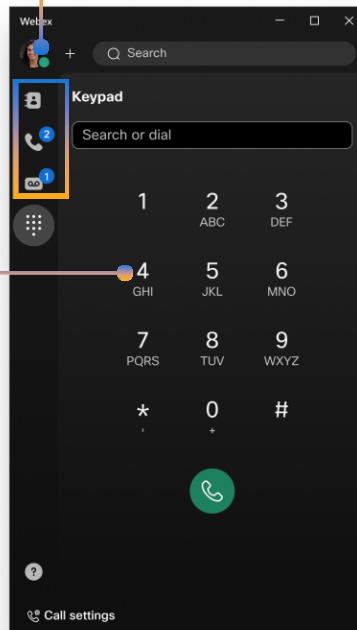 Webex
Search
Keypad
Search or dial
2
1
1 2 3
ABC DEF
4 5 6
GHI JKL MNO
7 8 9
PQRS TUV WXYZ
* 0 #
, +
?
Call settings